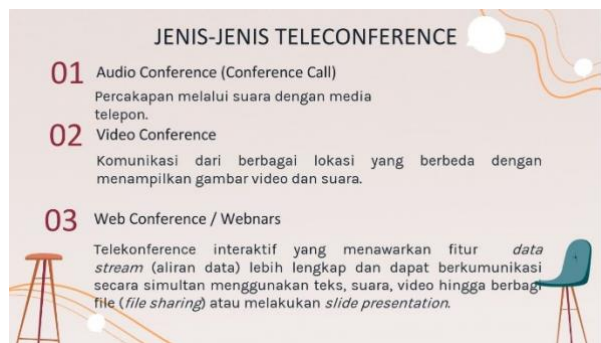 JENIS-JENIS TELECONFERENCE
01 Audio Conference (Conference Call)
Percakapan melalui suara dengan media
telepon.
02 Video Conference
Komunikasi dari berbagai lokasi yang berbeda dengan
menampilkan gambar video dan suara.
03 Web Conference / Webnars
Telekonference interaktif yang menawarkan fitur data
stream (aliran data) lebih lengkap dan dapat berkumunikasi
secara simultan menggunakan teks, suara, video hingga berbagi
file (file sharing) atau melakukan slide presentation.